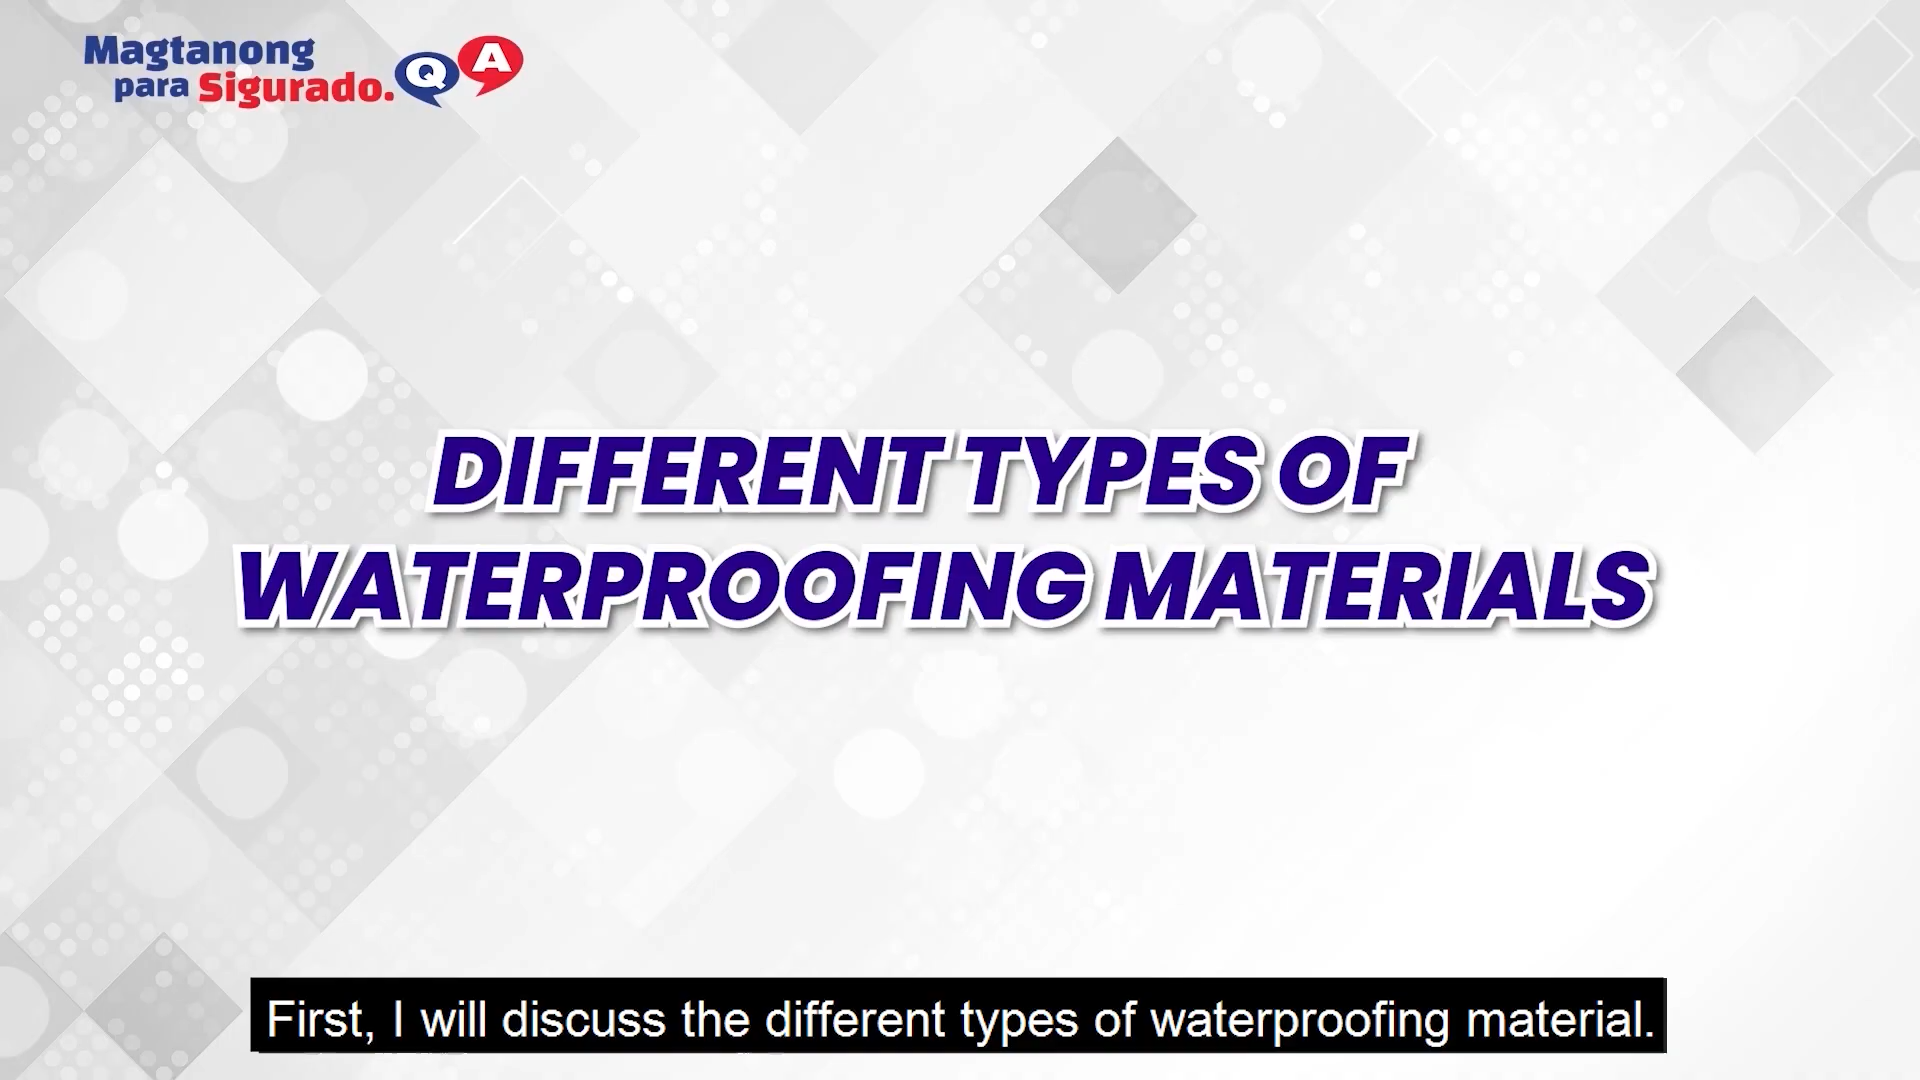 Magtanong
para Sigurado.
Q A
DIFFERENT TYPES OF
WATERPROOFING MATERIALS
First, I will discuss the different types of waterproofing material.